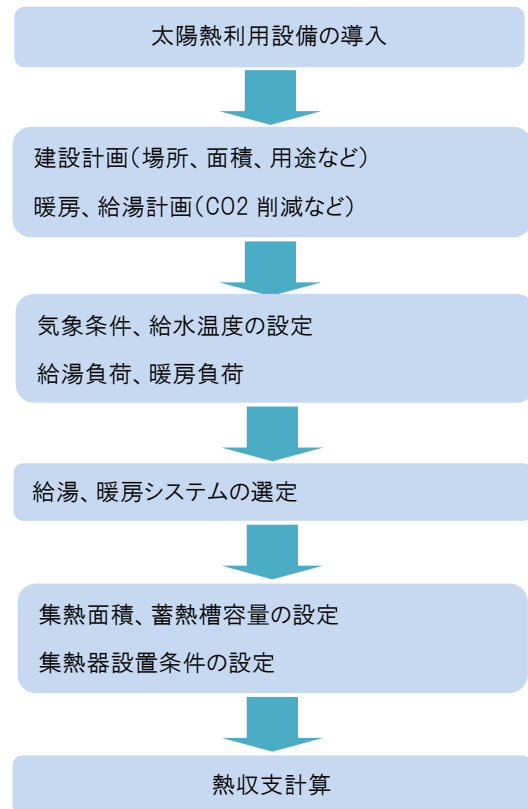 太陽熱利用設備の導入
建設計画（場所、面積、用途など）
暖房、給湯計画（CO2 削減など）
気象条件、給水温度の設定
給湯負荷、暖房負荷
給湯、暖房システムの選定
集熱面積、蓄熱槽容量の設定
集熱器設置条件の設定
熱収支計算